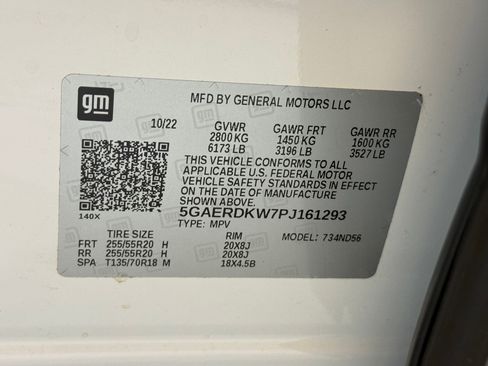 gm
MFD BY GENERAL MOTORS LLC
10/22 GVWR GAWR FRT GAWR RR
2800 KG 1450 KG 1600 KG
6173 LB 3196 LB 3527 LB
THIS VEHICLE CONFORMS TO ALL
APPLICABLE U.S. FEDERAL MOTOR
VEHICLE SAFETY STANDARDS IN EFFECT
ON THE DATE OF MANUFACTURE
SHOWN ABOVE.
5GAERDKW7PJ161293
140X
TYPE: MPV MODEL: 734ND56
TIRE SIZE RIM
FRT 255/55R20 H 20X8J
RR 255/55R20 H 20X8J
SPA T135/70R18 M 18X4.5B